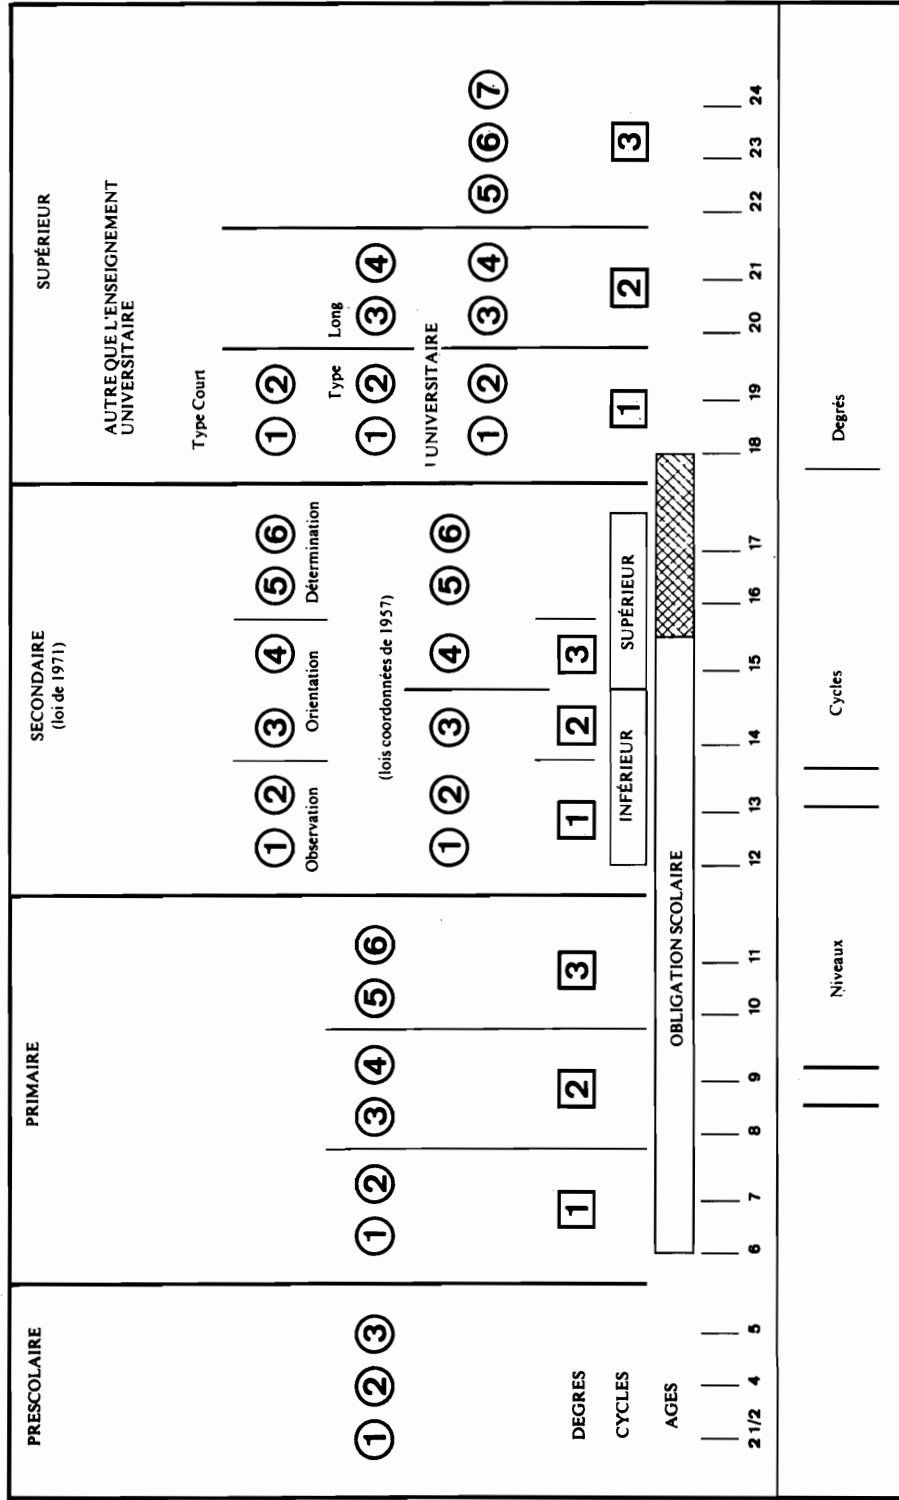 PRESCOLAIRE
PRIMAIRE
SECONDAIRE
(loi de 1971)
SUPÉRIEUR
AUTRE QUE L'ENSEIGNEMENT
UNIVERSITAIRE
Type Court
1 2 3 4 5 6 1 2
Observation Orientation Détermination
Type Long
1 2 3 1 2 3 4 5 6 1 2 3 4
(lois coordonnées de 1957)
UNIVERSITAIRE
1 2 3 4 5 6 1 2 3 4 5 6 7
DEGRES 1 2 3 1 2 3
CYCLES INFÉRIEUR SUPÉRIEUR 1 2 3
AGES OBLIGATION SCOLAIRE
2 1/2 4 5 6 7 8 9 10 11 12 13 14 15 16 17 18 19 20 21 22 23 24
Niveaux Cycles Degrés